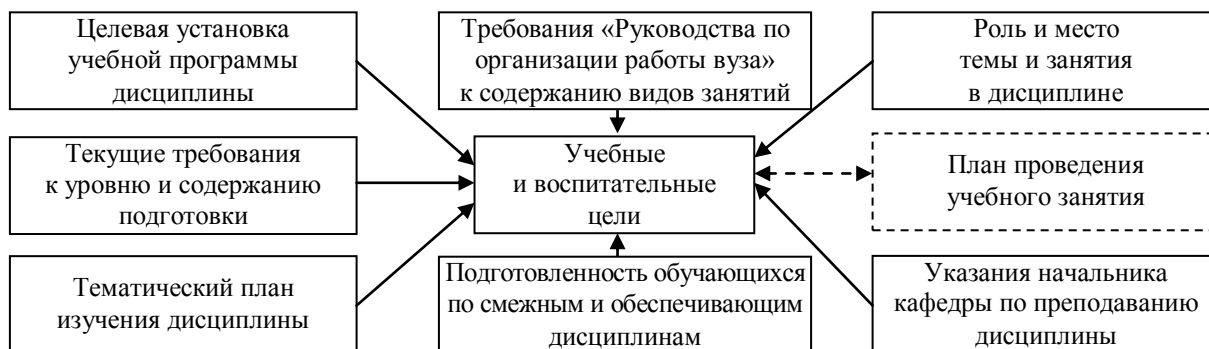 Целевая установка
учебной программы
дисциплины
Требования «Руководства по
организации работы вуза»
к содержанию видов занятий
Роль и место
темы и занятия
в дисциплине
Текущие требования
к уровню и содержанию
подготовки
Учебные
и воспитательные
цели
План проведения
учебного занятия
Тематический план
изучения дисциплины
Подготовленность обучающихся
по смежным и обеспечивающим
дисциплинам
Указания начальника
кафедры по преподаванию
дисциплины